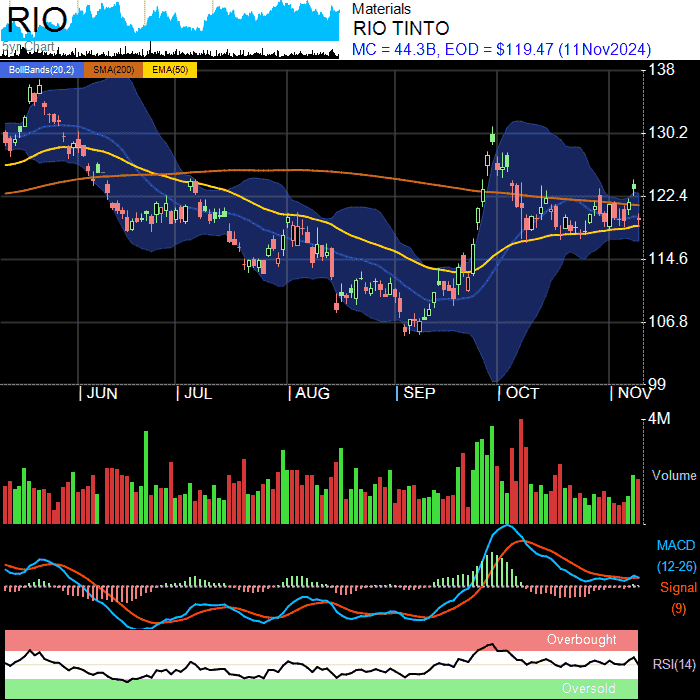 RIO
5yr Chart
Materials
RIO TINTO
MC = 44.3B, EOD = $119.47 (11Nov2024)
BollBands(20,2) SMA(200) EMA(50)
138
130.2
122.4
114.6
106.8
99
| JUN | JUL | AUG | SEP | OCT | NOV
4M
Volume
MACD
(12-26)
Signal
(9)
Overbought
RSI(14)
Oversold